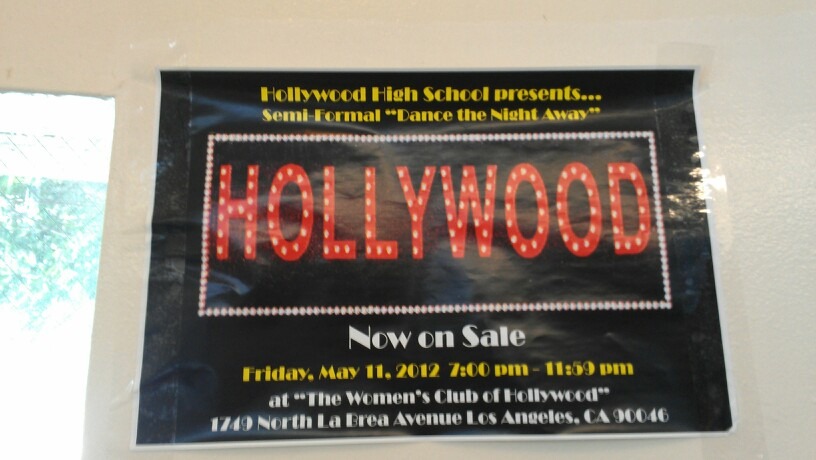 Hollywood High School presents...
Semi-Formal "Dance the Night Away"
HOLLYWOOD
Now on Sale
Friday, May 11, 2012 7:00 pm - 11:59 pm
at "The Women's Club of Hollywood"
1749 North La Brea Avenue Los Angeles, CA 90046